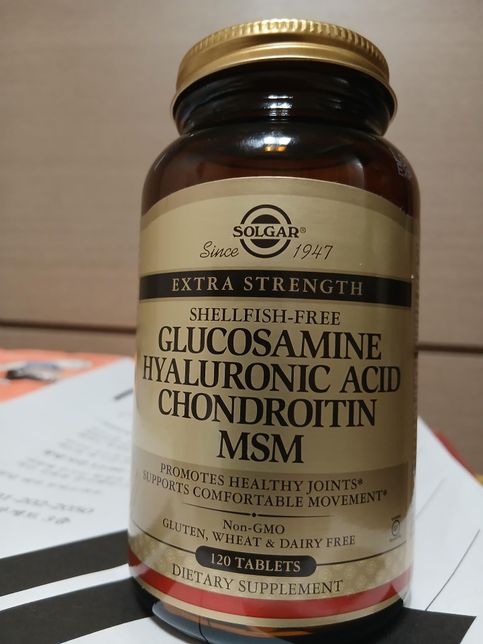 SOLGAR®
Since 1947
EXTRA STRENGTH
SHELLFISH-FREE
GLUCOSAMINE
HYALURONIC ACID
CHONDROITIN
MSM
PROMOTES HEALTHY JOINTS*
SUPPORTS COMFORTABLE MOVEMENT*
NON-GMO
GLUTEN, WHEAT & DAIRY FREE
120 TABLETS
DIETARY SUPPLEMENT